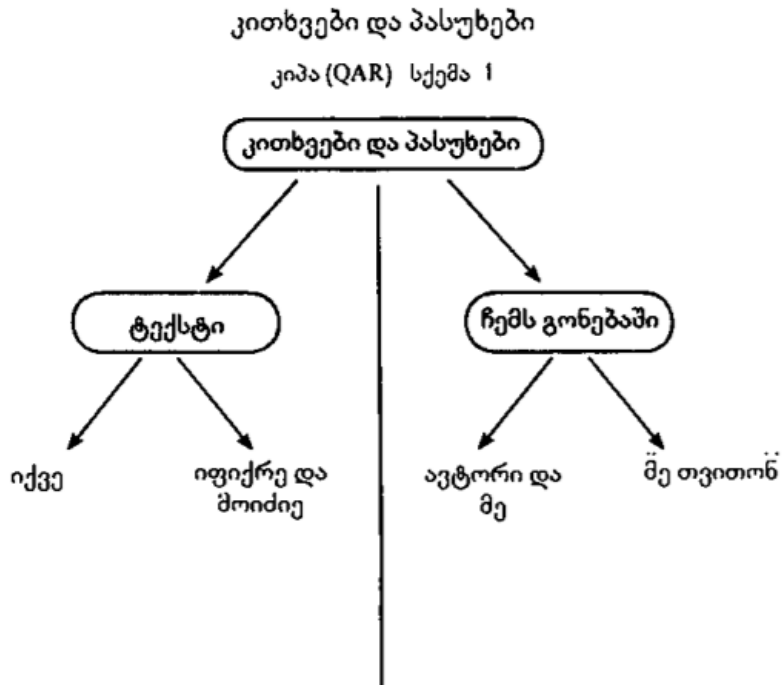 კითხვები და პასუხები
კიპა (QAR) სქემა 1
კითხვები და პასუხები
ტექსტი
ჩემს გონებაში
იქვე
იფიქრე და
მოიძიე
ავტორი და
მე
მე თვითონ